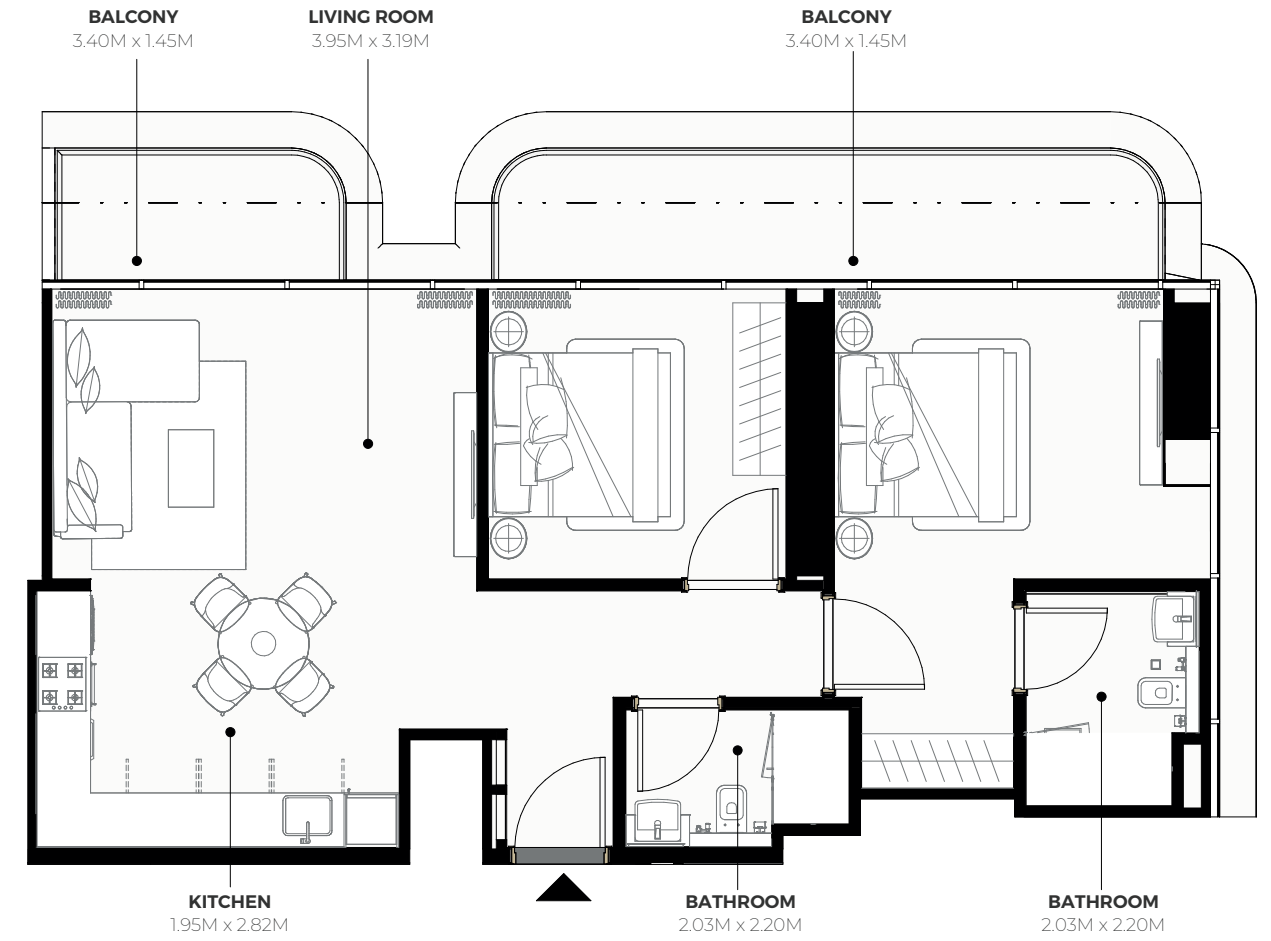 BALCONY
3.40M x 1.45M
LIVING ROOM
3.95M x 3.19M
BALCONY
3.40M x 1.45M
KITCHEN
1.95M x 2.82M
BATHROOM
2.03M x 2.20M
BATHROOM
2.03M x 2.20M